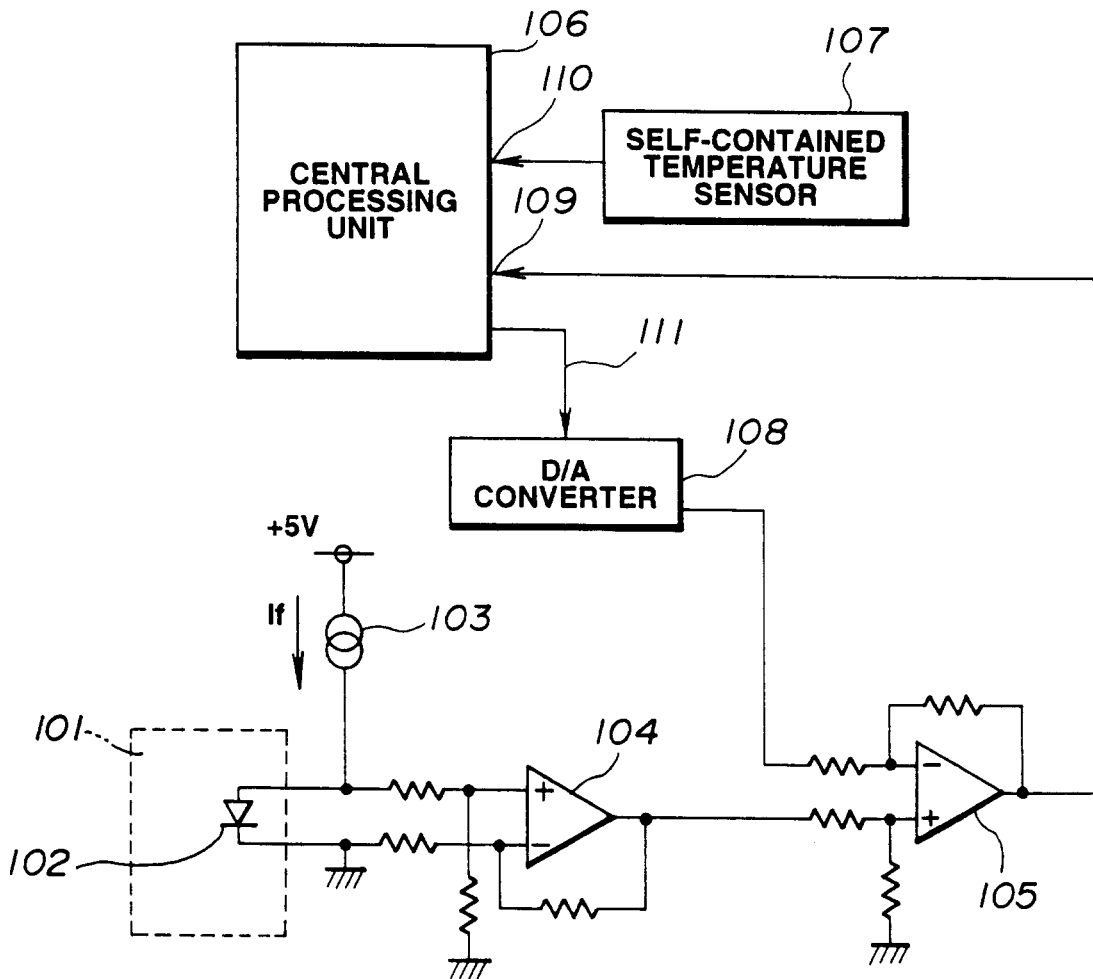 106
107
110
SELF-CONTAINED
TEMPERATURE
SENSOR
CENTRAL
PROCESSING
UNIT
109
111
108
D/A
CONVERTER
+5V
If
103
101
104
+
−
−
+
102
105